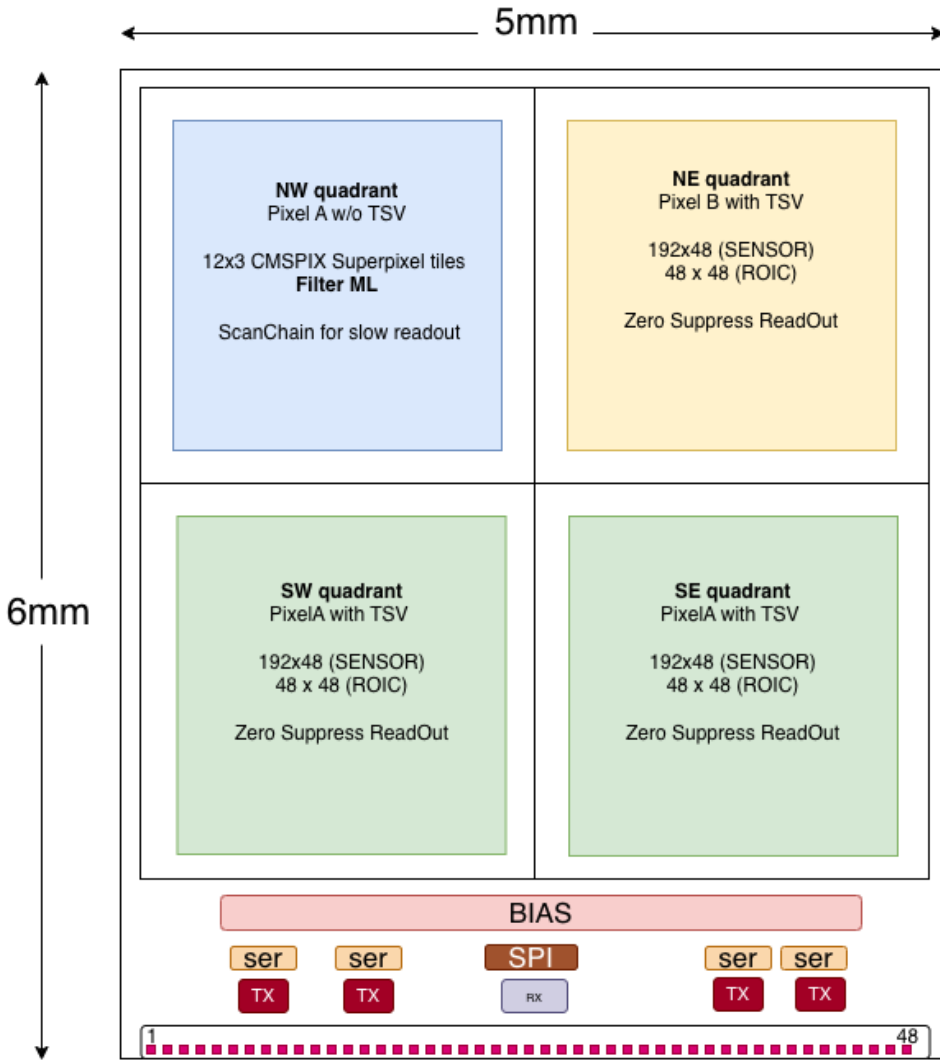 5mm
6mm
NW quadrant
Pixel A w/o TSV
12x3 CMSPIX Superpixel tiles
Filter ML
ScanChain for slow readout
NE quadrant
Pixel B with TSV
192x48 (SENSOR)
48 x 48 (ROIC)
Zero Suppress ReadOut
SW quadrant
PixelA with TSV
192x48 (SENSOR)
48 x 48 (ROIC)
Zero Suppress ReadOut
SE quadrant
PixelA with TSV
192x48 (SENSOR)
48 x 48 (ROIC)
Zero Suppress ReadOut
BIAS
ser
ser
SPI
ser
ser
TX
TX
RX
TX
TX
1
48